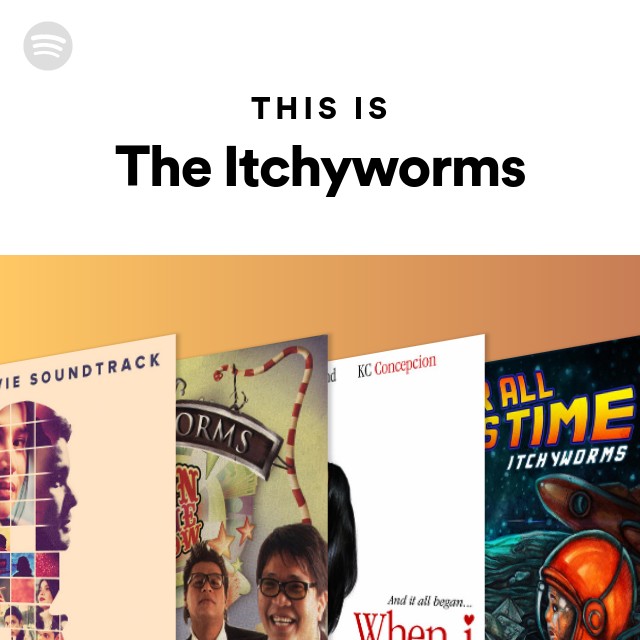 THIS IS
The Itchyworms
VIE SOUNDTRACK
ORMS
KC Concepcion
And it all began...
When i
R ALL
STIME
ITCHYWORMS